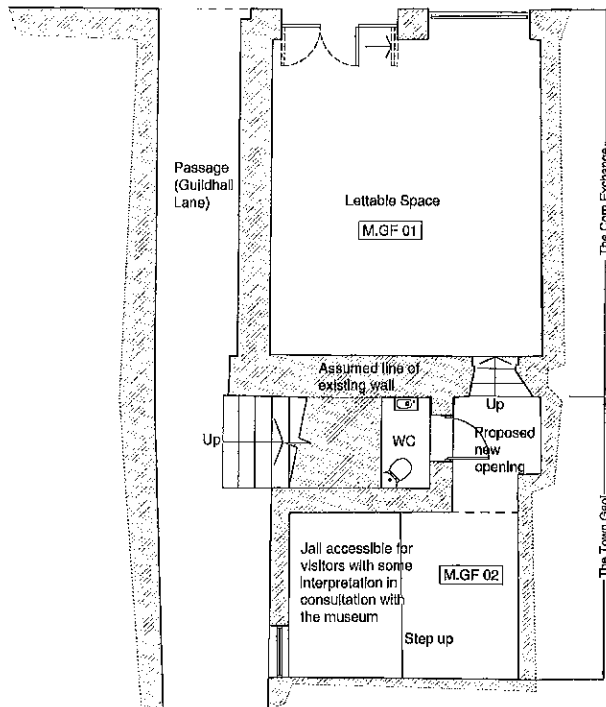 Passage
(Guildhall
Lane)
Lettable Space
M.GF 01
The Corn Exchange
Assumed line of
existing wall
Up
Up
WC
Proposed
new
opening
Jail accessible for
visitors with some
interpretation in
consultation with
the museum
M.GF 02
Step up
The Town Gaol